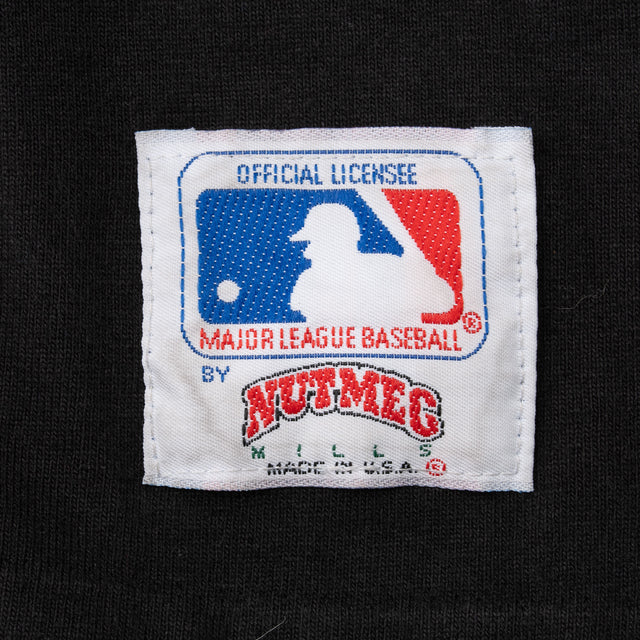 OFFICIAL LICENSEE
MAJOR LEAGUE BASEBALL®
BY
NUTMEG
MILLS
MADE IN U.S.A. ®